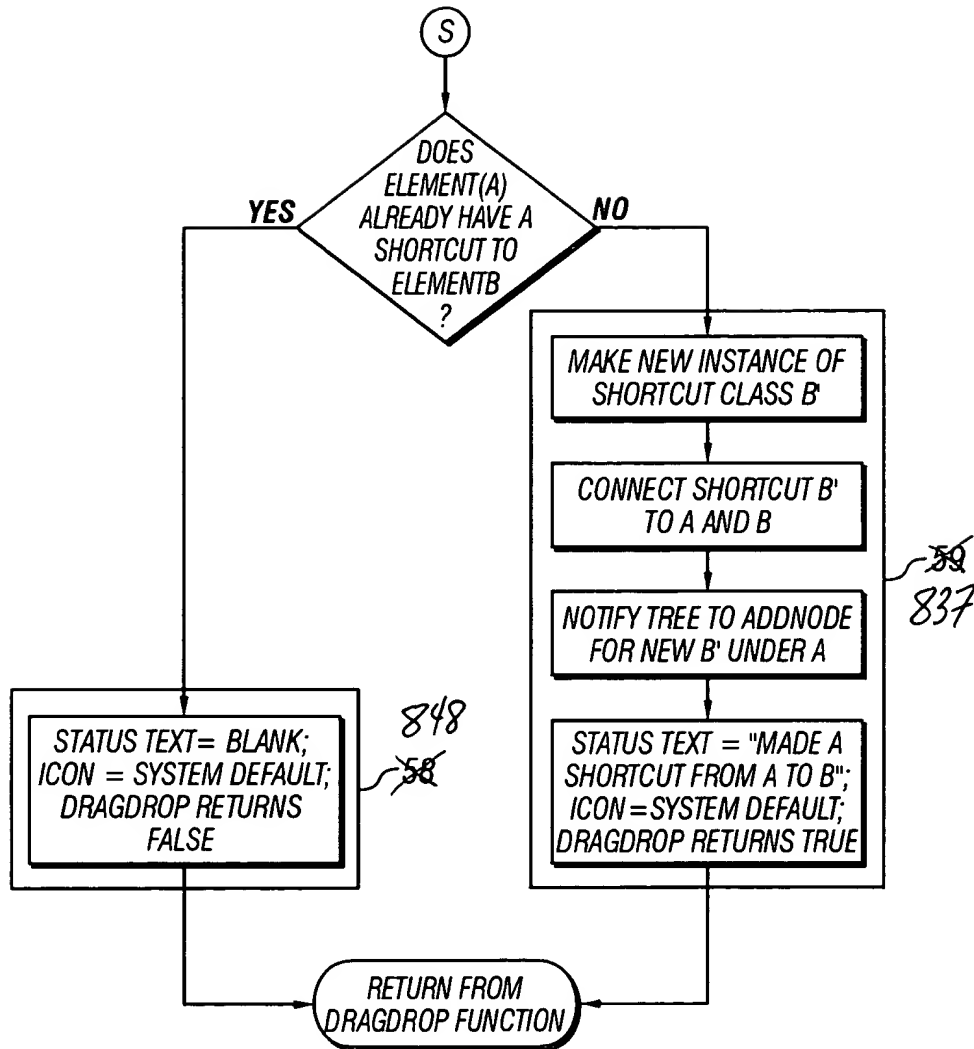 S
DOES
ELEMENT(A)
ALREADY HAVE A
SHORTCUT TO
ELEMENTB
?
YES
NO
MAKE NEW INSTANCE OF
SHORTCUT CLASS B'
CONNECT SHORTCUT B'
TO A AND B
NOTIFY TREE TO ADDNODE
FOR NEW B' UNDER A
STATUS TEXT = "MADE A
SHORTCUT FROM A TO B";
ICON = SYSTEM DEFAULT;
DRAGDROP RETURNS TRUE
59
837
STATUS TEXT= BLANK;
ICON = SYSTEM DEFAULT;
DRAGDROP RETURNS
FALSE
848
58
RETURN FROM
DRAGDROP FUNCTION